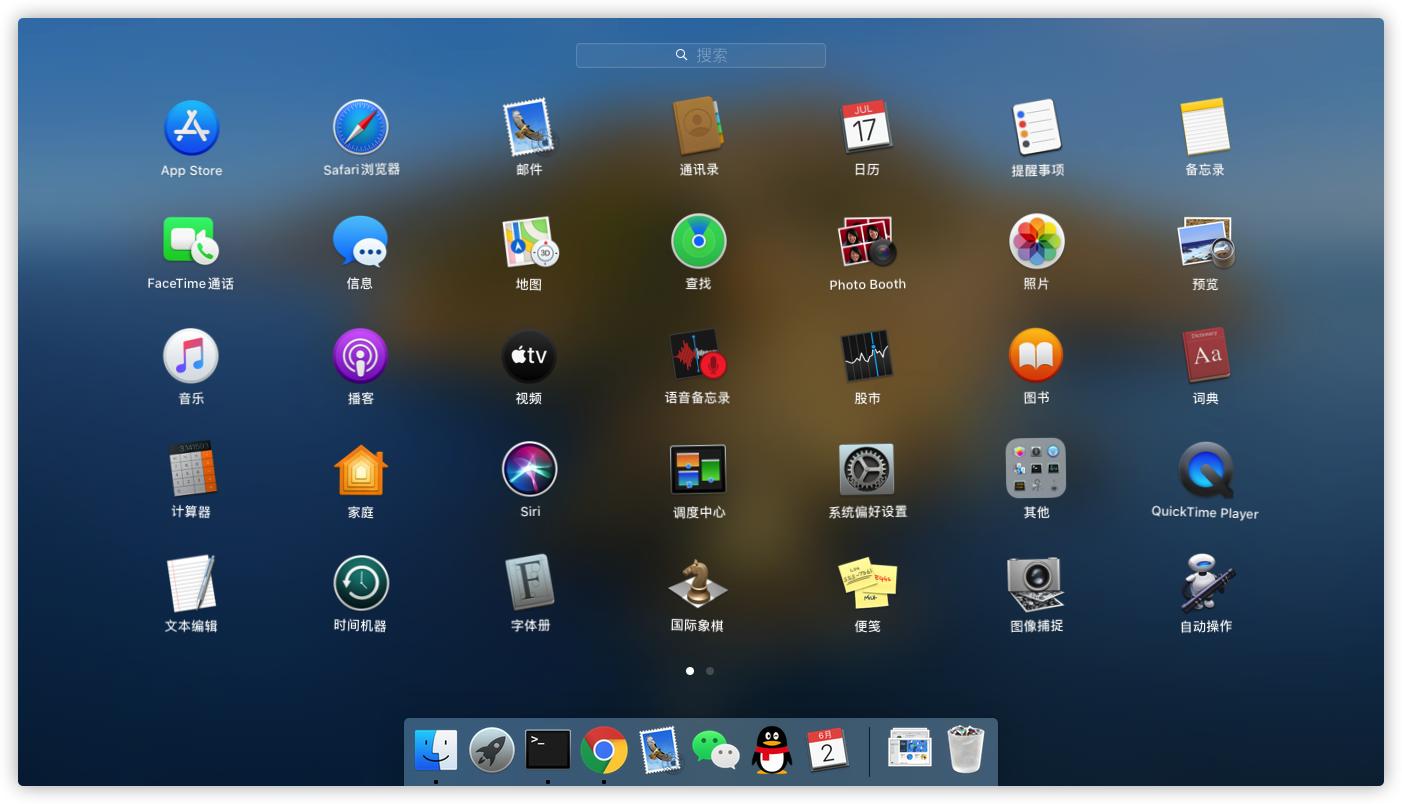 搜索
JUL
17
App Store
Safari浏览器
邮件
通讯录
日历
提醒事项
备忘录
3D
FaceTime通话
信息
地图
查找
Photo Booth
照片
预览
tv
Dictionary
Aa
音乐
播客
视频
语音备忘录
股市
图书
词典
计算器
家庭
Siri
调度中心
系统偏好设置
其他
QuickTime Player
F
Eggs
Milk
文本编辑
时间机器
字体册
国际象棋
便笺
图像捕捉
自动操作
>_
6月
2